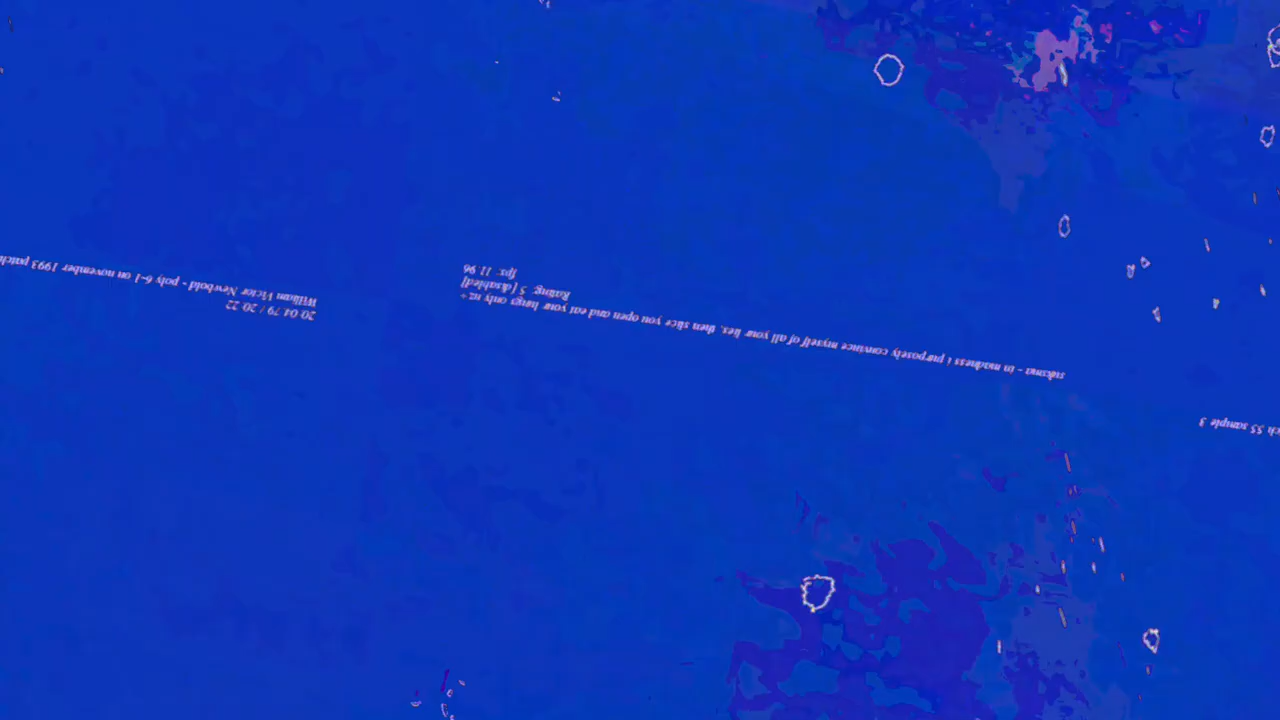 55 sample 3
- in madness i purposely convince myself of all your lies, then slice you open and eat your lungs only
Rating: 5 [disabled]
fps: 11.96
20.04.79 / 20.22
William Victor Newbold - poly 6-1 on november 1993 patch